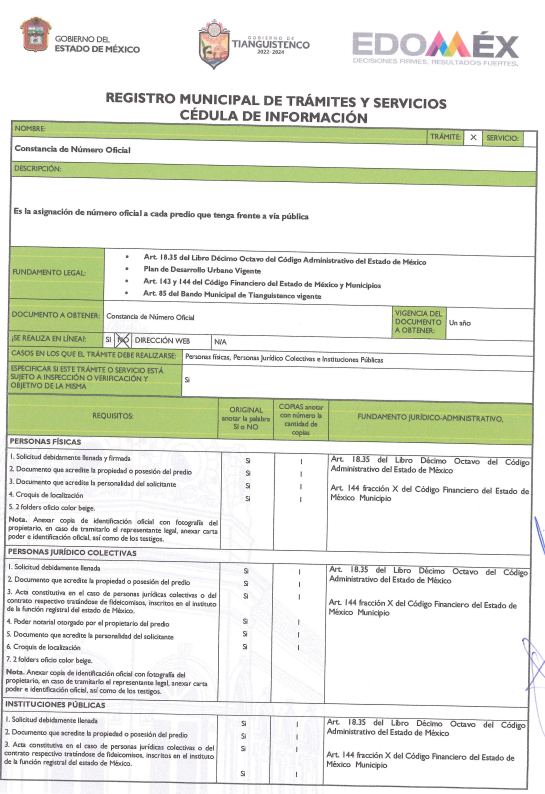 GOBIERNO DEL
ESTADO DE MÉXICO
GOBIERNO DE
TIANGUISTENCO
2022-2024
EDOMÉX
DECISIONES FIRMES, RESULTADOS FUERTES.
REGISTRO MUNICIPAL DE TRÁMITES Y SERVICIOS
CÉDULA DE INFORMACIÓN
NOMBRE: TRÁMITE: X SERVICIO:
Constancia de Número Oficial
DESCRIPCIÓN:
Es la asignación de número oficial a cada predio que tenga frente a vía pública
FUNDAMENTO LEGAL:
• Art. 18.35 del Libro Décimo Octavo del Código Administrativo del Estado de México
• Plan de Desarrollo Urbano Vigente
• Art. 143 y 144 del Código Financiero del Estado de México y Municipios
• Art. 85 del Bando Municipal de Tianguistenco vigente
DOCUMENTO A OBTENER: Constancia de Número Oficial
VIGENCIA DEL
DOCUMENTO
A OBTENER:
Un año
¿SE REALIZA EN LÍNEA? SI NO DIRECCIÓN WEB N/A
CASOS EN LOS QUE EL TRÁMITE DEBE REALIZARSE: Personas físicas, Personas Jurídico Colectivas e Instituciones Públicas
ESPECIFICAR SI ESTE TRÁMITE O SERVICIO ESTÁ
SUJETO A INSPECCIÓN O VERIFICACIÓN Y
OBJETIVO DE LA MISMA
Si
REQUISITOS:
ORIGINAL
anotar la palabra
SI o NO
COPIAS anotar
con número la
cantidad de
copias
FUNDAMENTO JURÍDICO-ADMINISTRATIVO,
PERSONAS FÍSICAS
1. Solicitud debidamente llenada y firmada Si 1
2. Documento que acredite la propiedad o posesión del predio Si 1
3. Documento que acredite la personalidad del solicitante Si 1
4. Croquis de localización Si 1
5. 2 folders oficio color beige.
Nota. Anexar copia de identificación oficial con fotografía del
propietario, en caso de tramitarlo el representante legal, anexar carta
poder e identificación oficial, así como de los testigos.
Art. 18.35 del Libro Décimo Octavo del Código
Administrativo del Estado de México
Art. 144 fracción X del Código Financiero del Estado de
México Municipio
PERSONAS JURÍDICO COLECTIVAS
1. Solicitud debidamente llenada Si 1
2. Documento que acredite la propiedad o posesión del predio Si 1
3. Acta constitutiva en el caso de personas jurídicas colectivas o del
contrato respectivo tratándose de fideicomisos, inscritos en el instituto
de la función registral del estado de México. Si 1
4. Poder notarial otorgado por el propietario del predio Si 1
5. Documento que acredite la personalidad del solicitante Si 1
6. Croquis de localización Si 1
7. 2 folders oficio color beige.
Nota. Anexar copia de identificación oficial con fotografía del
propietario, en caso de tramitarlo el representante legal, anexar carta
poder e identificación oficial, así como de los testigos.
Art. 18.35 del Libro Décimo Octavo del Código
Administrativo del Estado de México
Art. 144 fracción X del Código Financiero del Estado de
México Municipio
INSTITUCIONES PÚBLICAS
1. Solicitud debidamente llenada Si 1
2. Documento que acredite la propiedad o posesión del predio Si 1
3. Acta constitutiva en el caso de personas jurídicas colectivas o del
contrato respectivo tratándose de fideicomisos, inscritos en el instituto
de la función registral del estado de México. Si 1
Si 1
Art. 18.35 del Libro Décimo Octavo del Código
Administrativo del Estado de México
Art. 144 fracción X del Código Financiero del Estado de
México Municipio